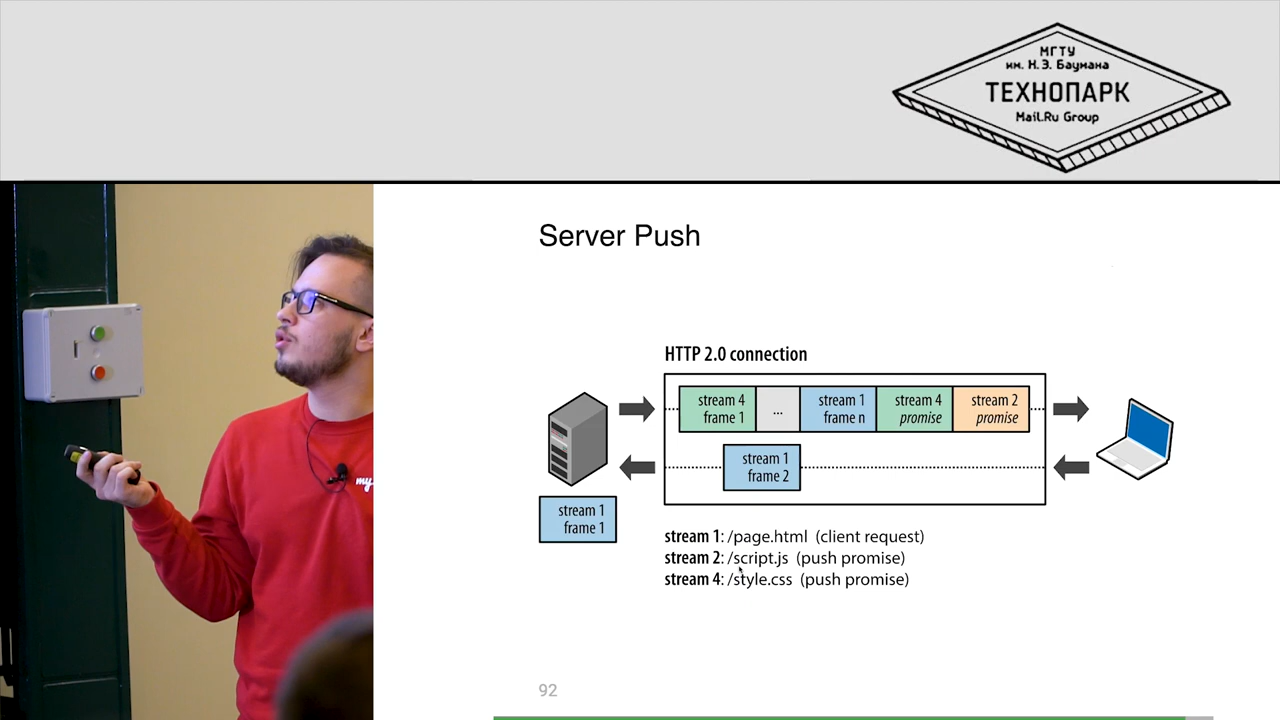 МГТУ
им. Н.Э. Баумана
ТЕХНОПАРК
Mail.Ru Group
Server Push
HTTP 2.0 connection
stream 4
frame 1
...
stream 1
frame n
stream 4
promise
stream 2
promise
stream 1
frame 2
stream 1
frame 1
stream 1: /page.html (client request)
stream 2: /script.js (push promise)
stream 4: /style.css (push promise)
my
92